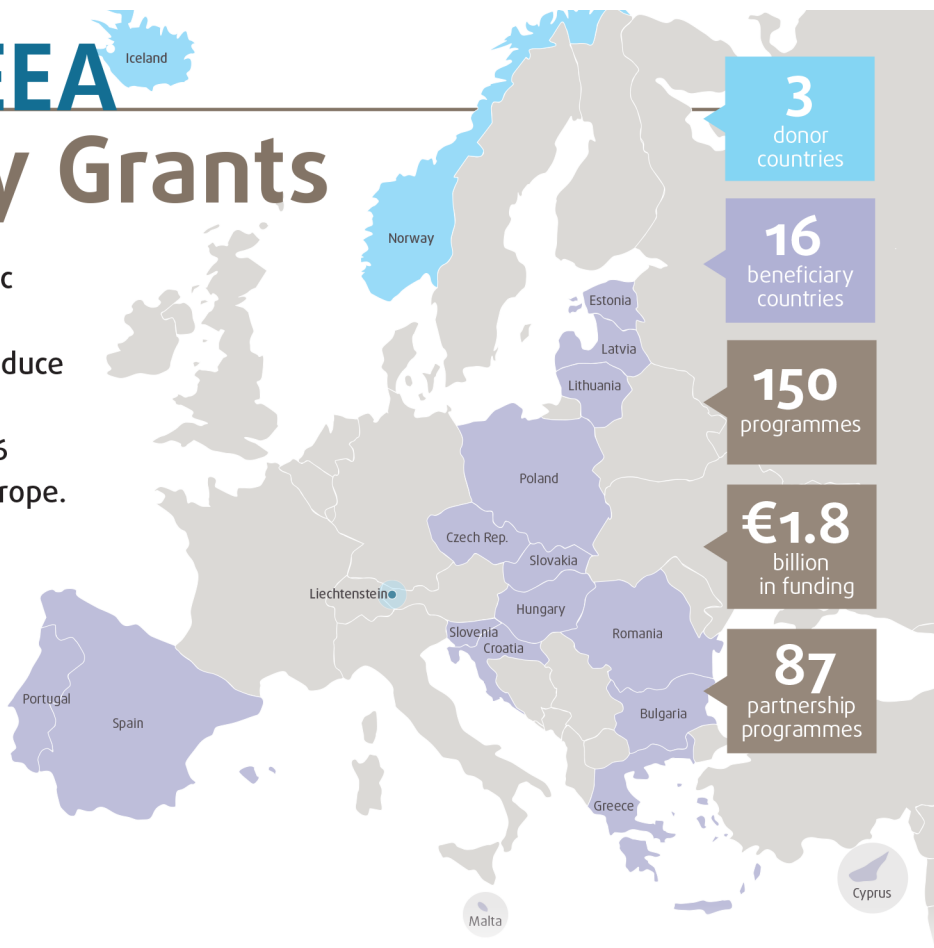 EEA
y Grants
c
duce
6
rope.
Iceland
Norway
Estonia
Latvia
Lithuania
Poland
Czech Rep.
Slovakia
Liechtenstein
Hungary
Slovenia
Croatia
Romania
Portugal
Spain
Bulgaria
Greece
Cyprus
Malta
3
donor
countries
16
beneficiary
countries
150
programmes
€1.8
billion
in funding
87
partnership
programmes